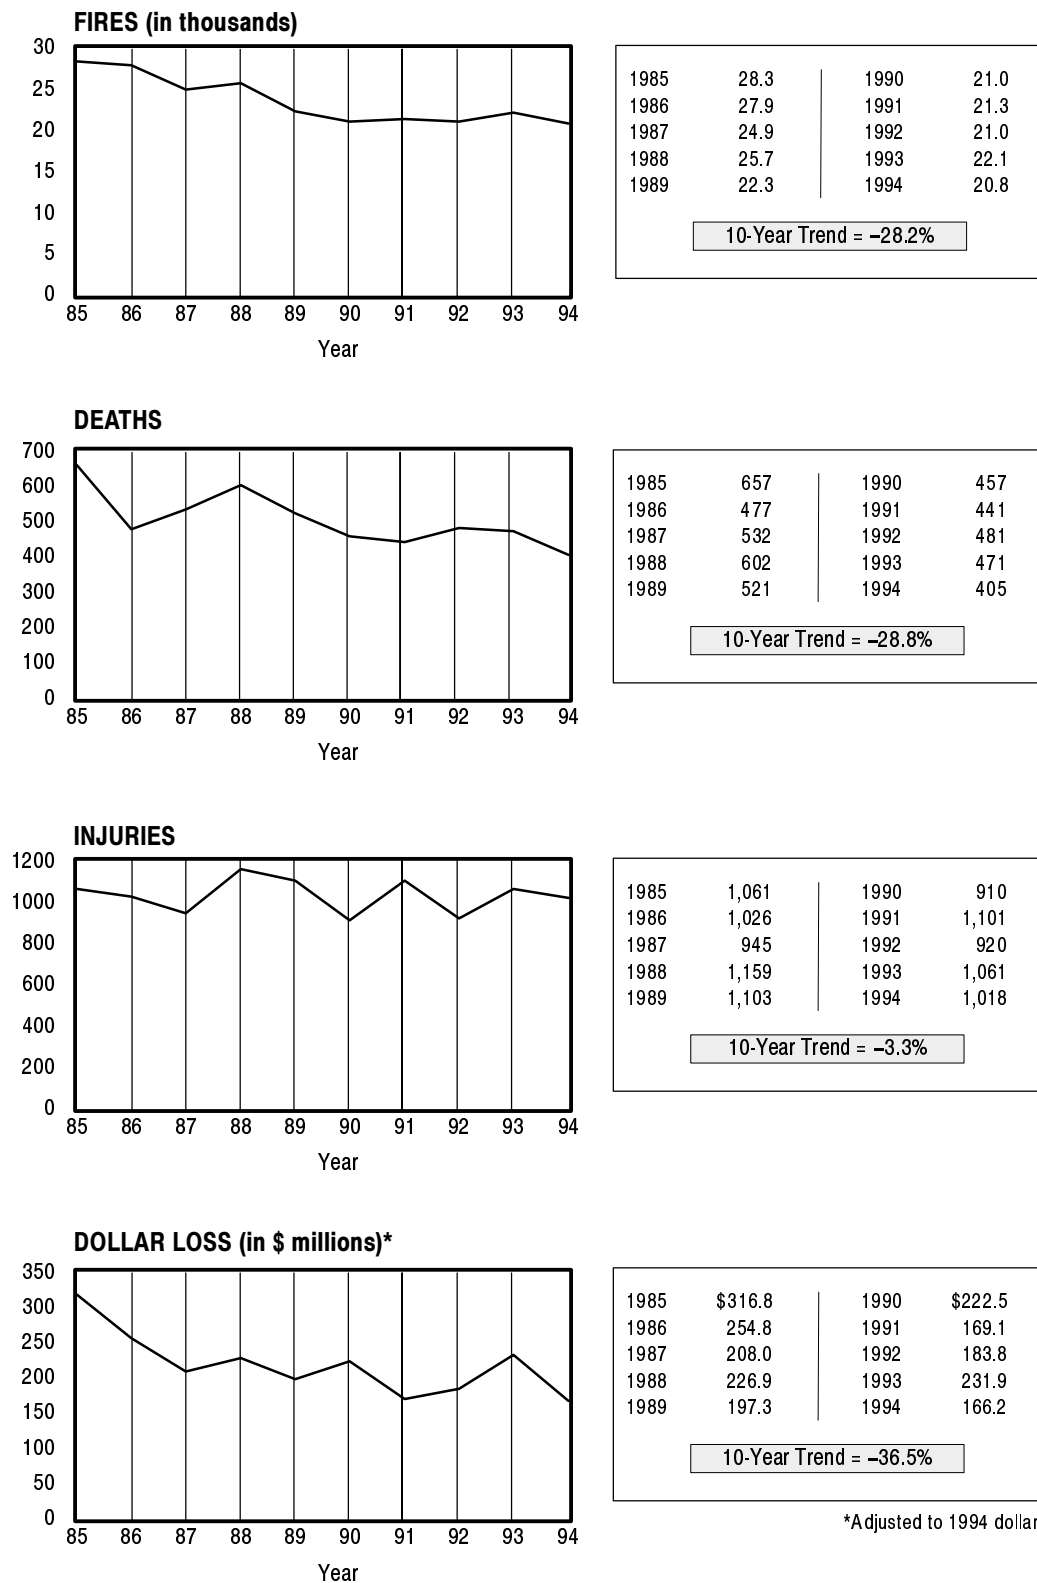 FIRES (in thousands)
30
25
20
15
10
5
0
85 86 87 88 89 90 91 92 93 94
Year
1985 28.3 1990 21.0
1986 27.9 1991 21.3
1987 24.9 1992 21.0
1988 25.7 1993 22.1
1989 22.3 1994 20.8
10-Year Trend = –28.2%
DEATHS
700
600
500
400
300
200
100
0
85 86 87 88 89 90 91 92 93 94
Year
1985 657 1990 457
1986 477 1991 441
1987 532 1992 481
1988 602 1993 471
1989 521 1994 405
10-Year Trend = –28.8%
INJURIES
1200
1000
800
600
400
200
0
85 86 87 88 89 90 91 92 93 94
Year
1985 1,061 1990 910
1986 1,026 1991 1,101
1987 945 1992 920
1988 1,159 1993 1,061
1989 1,103 1994 1,018
10-Year Trend = –3.3%
DOLLAR LOSS (in $ millions)*
350
300
250
200
150
100
50
0
85 86 87 88 89 90 91 92 93 94
Year
1985 $316.8 1990 $222.5
1986 254.8 1991 169.1
1987 208.0 1992 183.8
1988 226.9 1993 231.9
1989 197.3 1994 166.2
10-Year Trend = –36.5%
*Adjusted to 1994 dollar